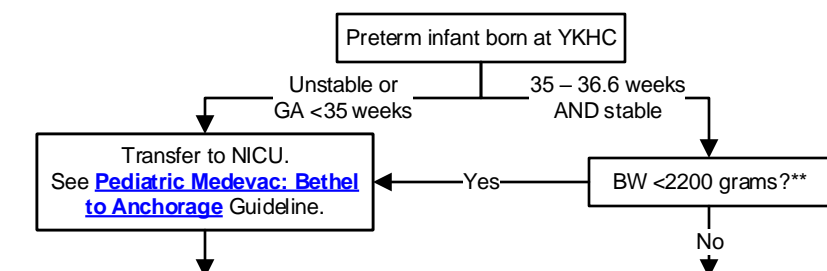 Preterm infant born at YKHC
Unstable or
GA <35 weeks
35 – 36.6 weeks
AND stable
Transfer to NICU.
See Pediatric Medevac: Bethel
to Anchorage Guideline.
Yes
BW <2200 grams?**
No